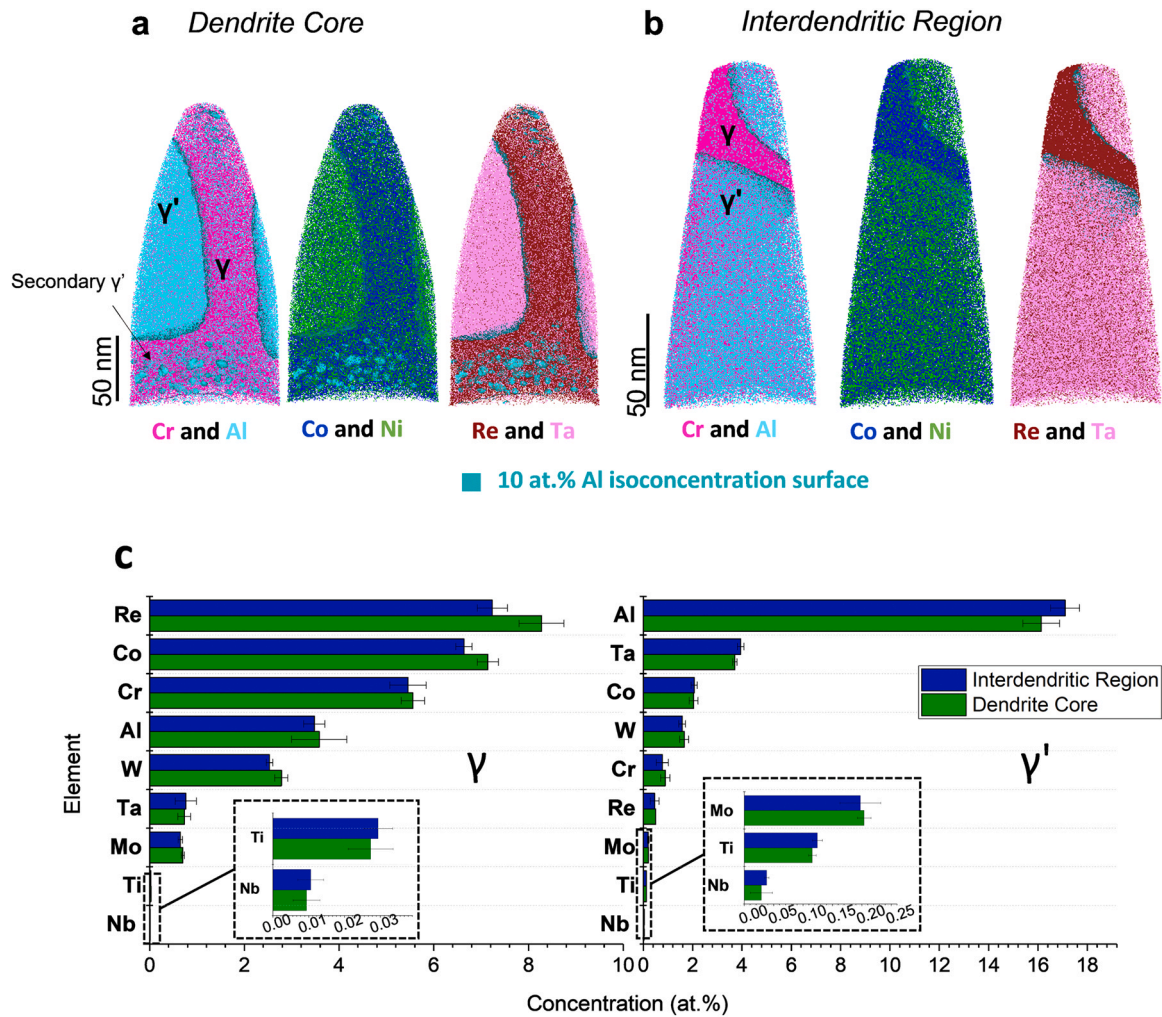 a Dendrite Core
b Interdendritic Region
γ'
γ
Secondary γ'
50 nm
γ
γ'
50 nm
Cr and Al
Co and Ni
Re and Ta
Cr and Al
Co and Ni
Re and Ta
10 at.% Al isoconcentration surface
c
Element
Re
Co
Cr
Al
W
Ta
Mo
Ti
Nb
γ
Ti
Nb
0.00 0.01 0.02 0.03
0 2 4 6 8 10
Al
Ta
Co
W
Cr
Re
Mo
Ti
Nb
Interdendritic Region
Dendrite Core
γ'
Mo
Ti
Nb
0.00 0.05 0.10 0.15 0.20 0.25
0 2 4 6 8 10 12 14 16 18
Concentration (at.%)